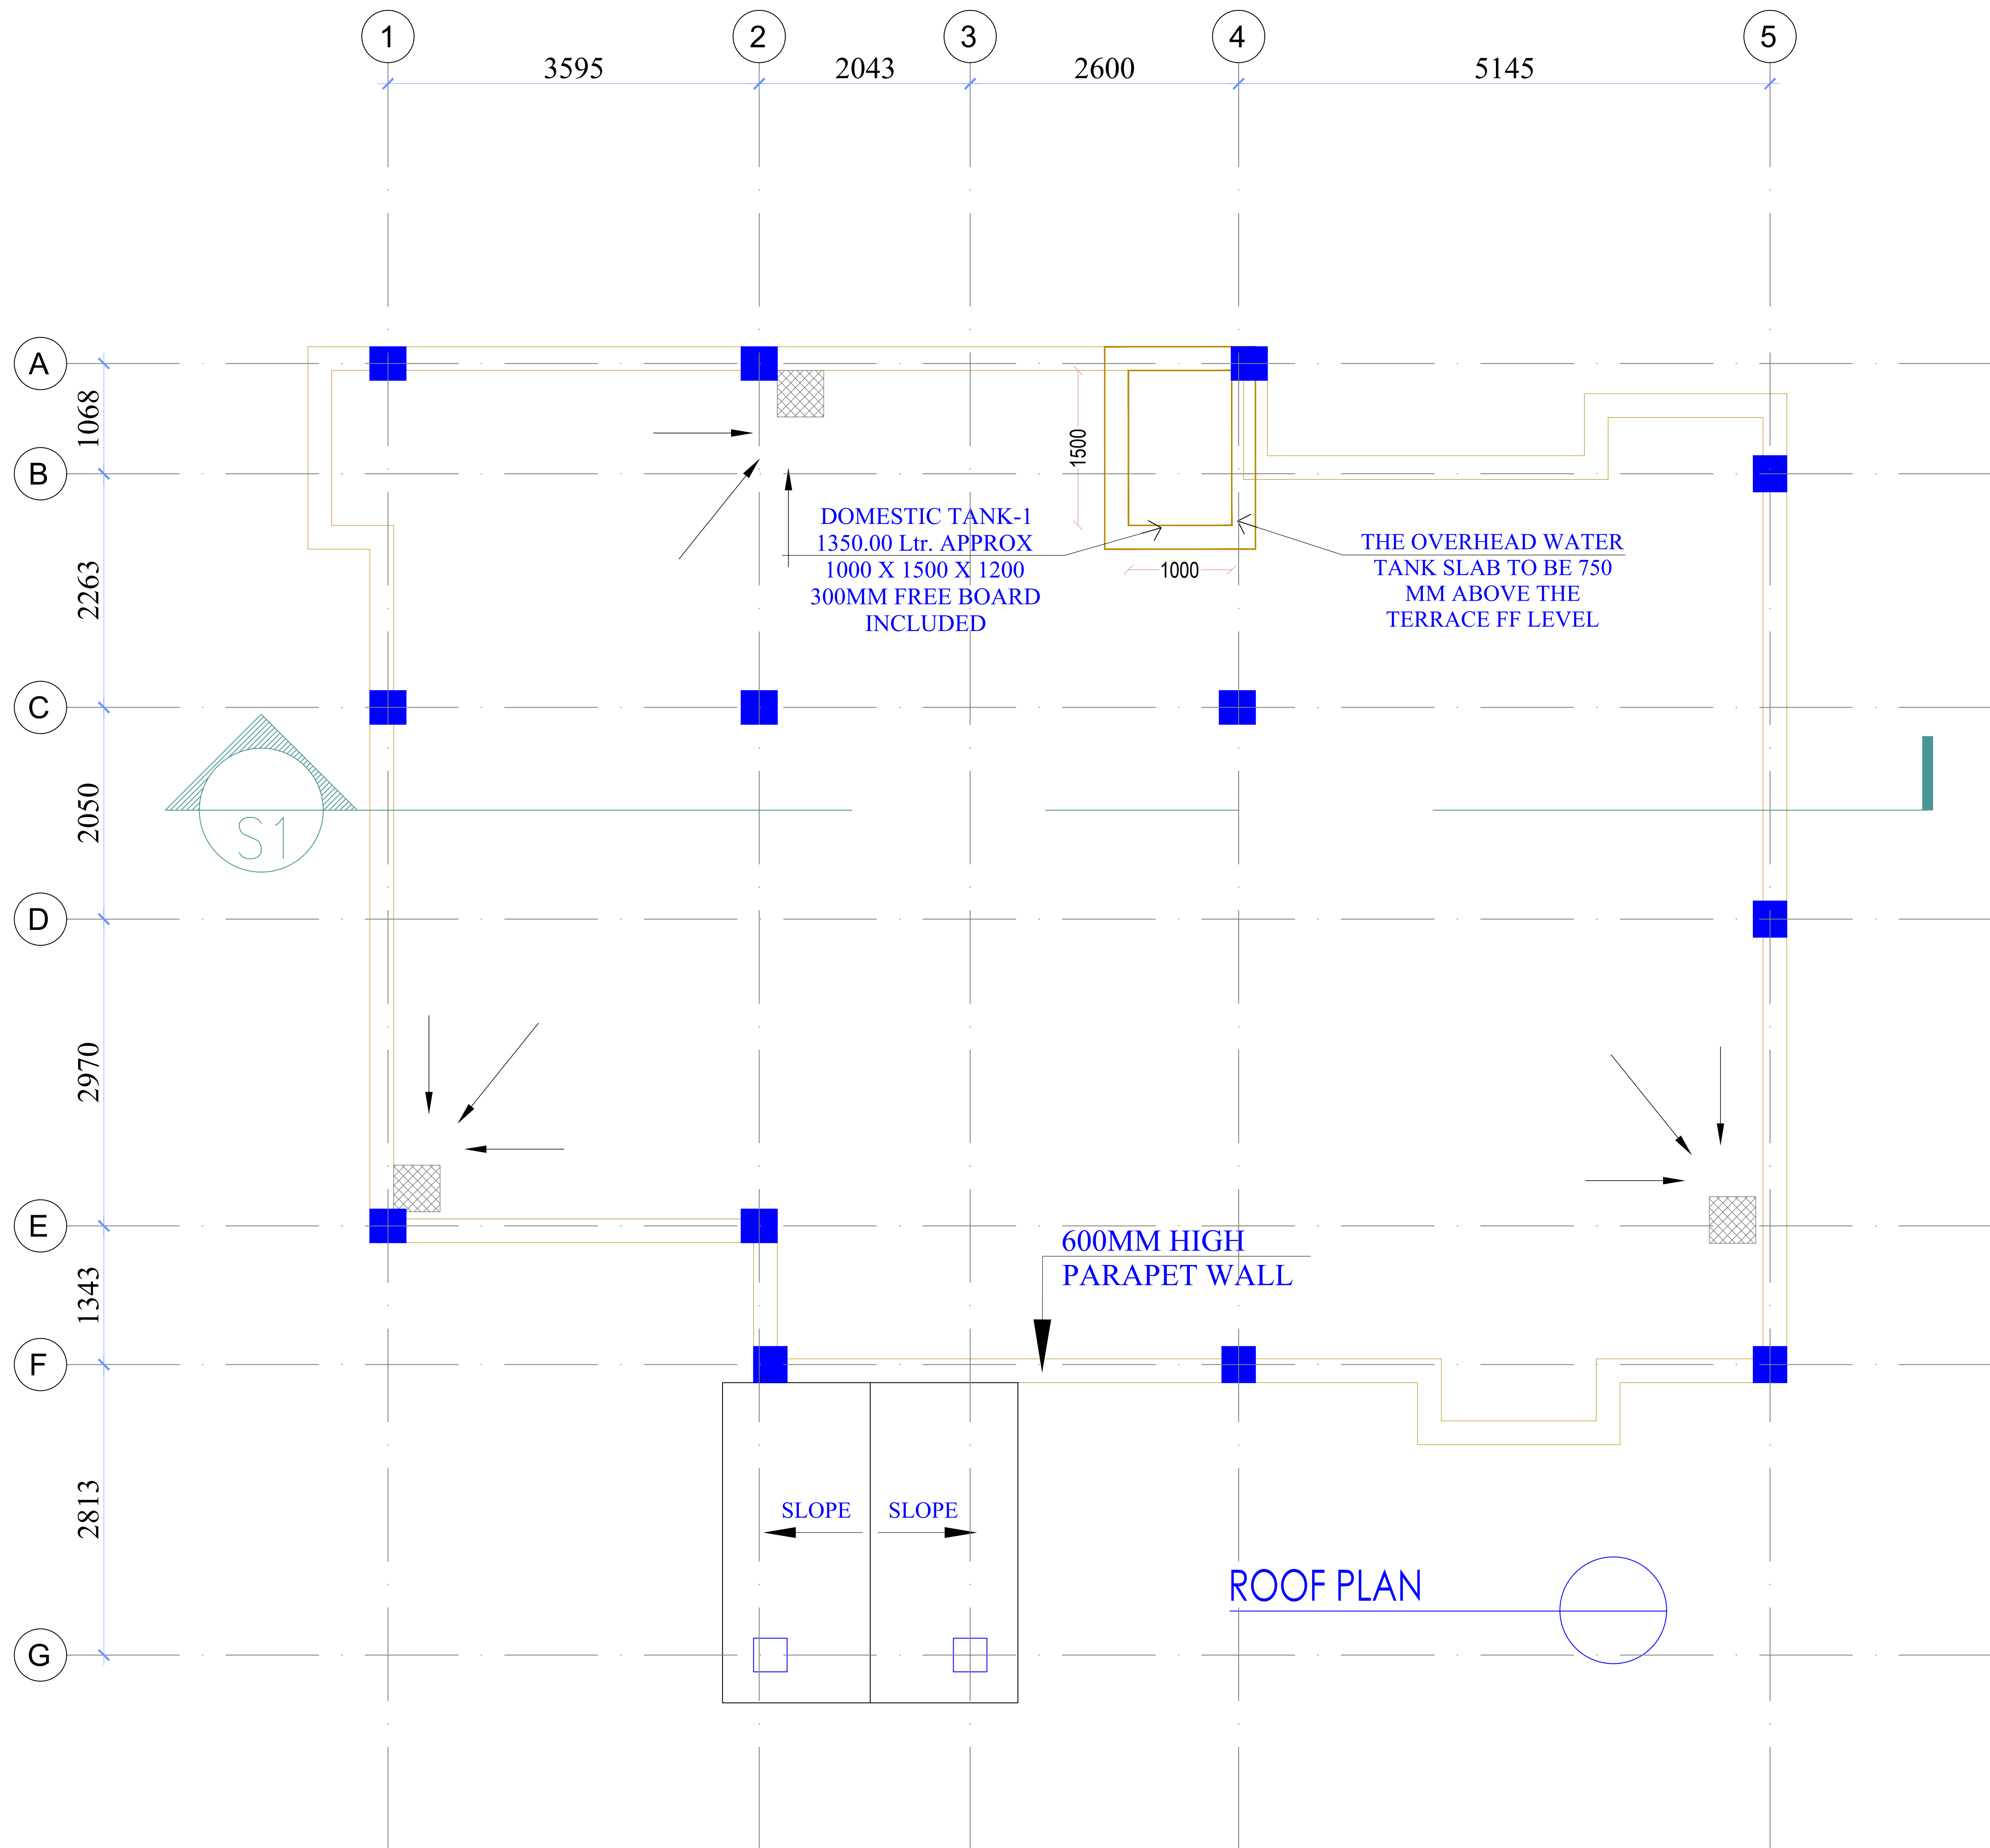 1
2
3
4
5
3595
2043
2600
5145
A
1068
B
1500
DOMESTIC TANK-1
1350.00 Ltr. APPROX
1000 X 1500 X 1200
300MM FREE BOARD
INCLUDED
1000
THE OVERHEAD WATER
TANK SLAB TO BE 750
MM ABOVE THE
TERRACE FF LEVEL
2263
C
S1
2050
D
2970
E
600MM HIGH
PARAPET WALL
1343
F
SLOPE
SLOPE
2813
ROOF PLAN
G